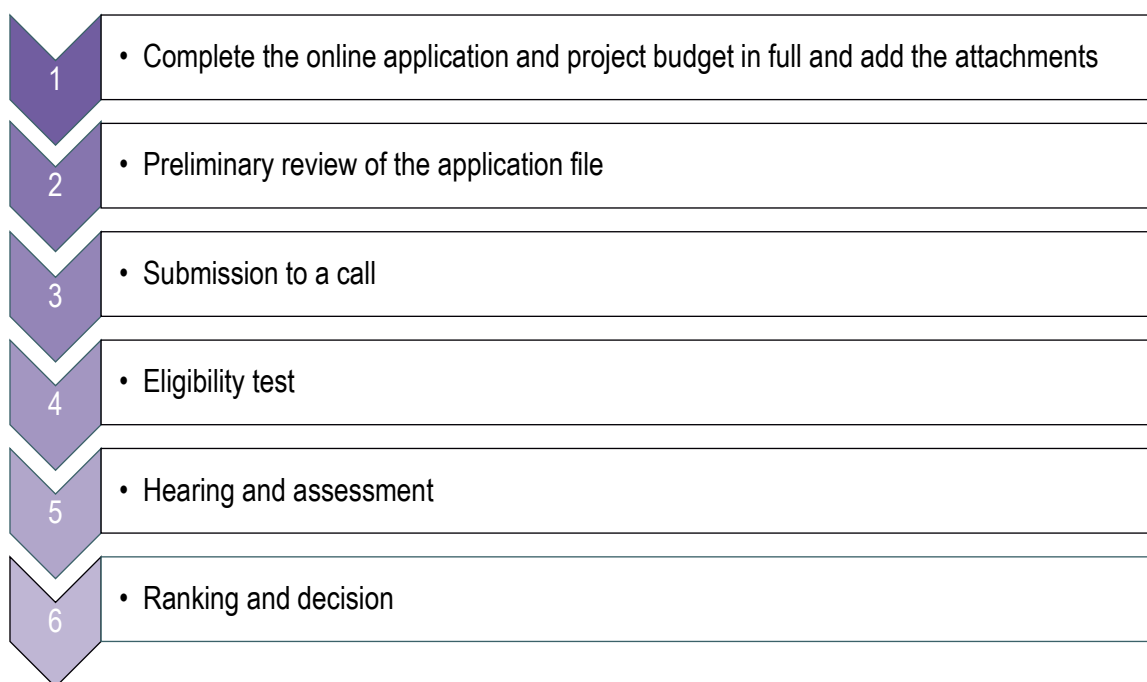 1
• Complete the online application and project budget in full and add the attachments
2
• Preliminary review of the application file
3
• Submission to a call
4
• Eligibility test
5
• Hearing and assessment
6
• Ranking and decision